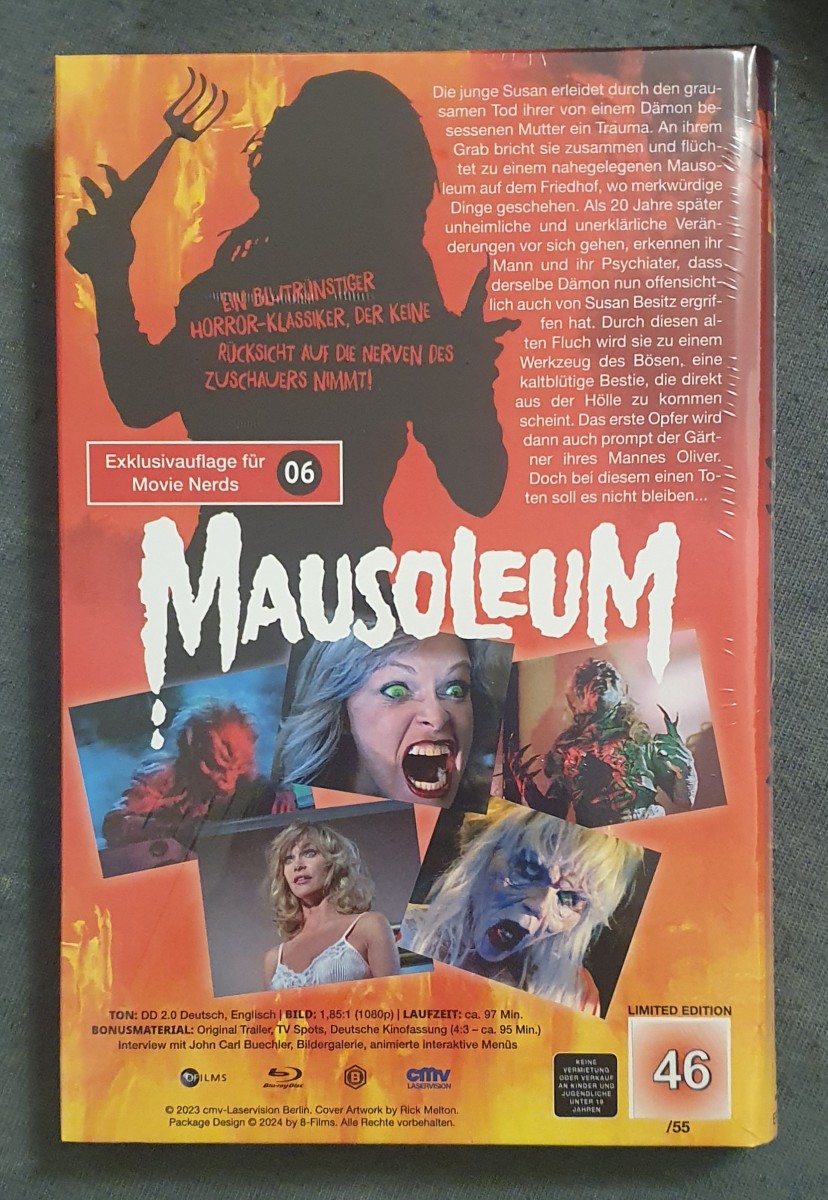 Die junge Susan erleidet durch den grau-
samen Tod ihrer von einem Dämon be-
sessenen Mutter ein Trauma. An ihrem
Grab bricht sie zusammen und flüch-
tet zu einem nahegelegenen Mauso-
leum auf dem Friedhof, wo merkwürdige
Dinge geschehen. Als 20 Jahre später
unheimliche und unerklärliche Verän-
derungen vor sich gehen, erkennen ihr
Mann und ihr Psychiater, dass
derselbe Dämon nun offensicht-
lich auch von Susan Besitz ergrif-
fen hat. Durch diesen al-
ten Fluch wird sie zu einem
Werkzeug des Bösen, eine
kaltblütige Bestie, die direkt
aus der Hölle zu kommen
scheint. Das erste Opfer wird
dann auch prompt der Gärt-
ner ihres Mannes Oliver.
Doch bei diesem einen To-
ten soll es nicht bleiben...
EIN BLUTRÜNSTIGER
HORROR-KLASSIKER, DER KEINE
RÜCKSICHT AUF DIE NERVEN DES
ZUSCHAUERS NIMMT!
Exklusivauflage für
Movie Nerds
06
MAUSOLEUM
TON: DD 2.0 Deutsch, Englisch | BILD: 1,85:1 (1080p) | LAUFZEIT: ca. 97 Min.
BONUSMATERIAL: Original Trailer, TV Spots, Deutsche Kinofassung (4:3 – ca. 95 Min.)
Interview mit John Carl Buechler, Bildergalerie, animierte interaktive Menüs
LIMITED EDITION
46
/55
FILMS
Blu-ray Disc
B
cmv
LASERVISION
KEINE
VERMIETUNG
ODER VERKAUF
AN KINDER UND
JUGENDLICHE
UNTER 18
JAHREN
© 2023 cmv-Laservision Berlin. Cover Artwork by Rick Melton.
Package Design © 2024 by 8-Films. Alle Rechte vorbehalten.